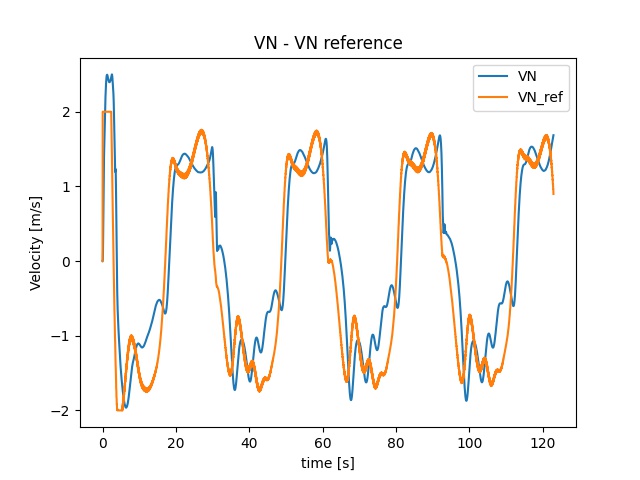 VN - VN reference
VN
VN_ref
Velocity [m/s]
2
1
0
−1
−2
0 20 40 60 80 100 120
time [s]